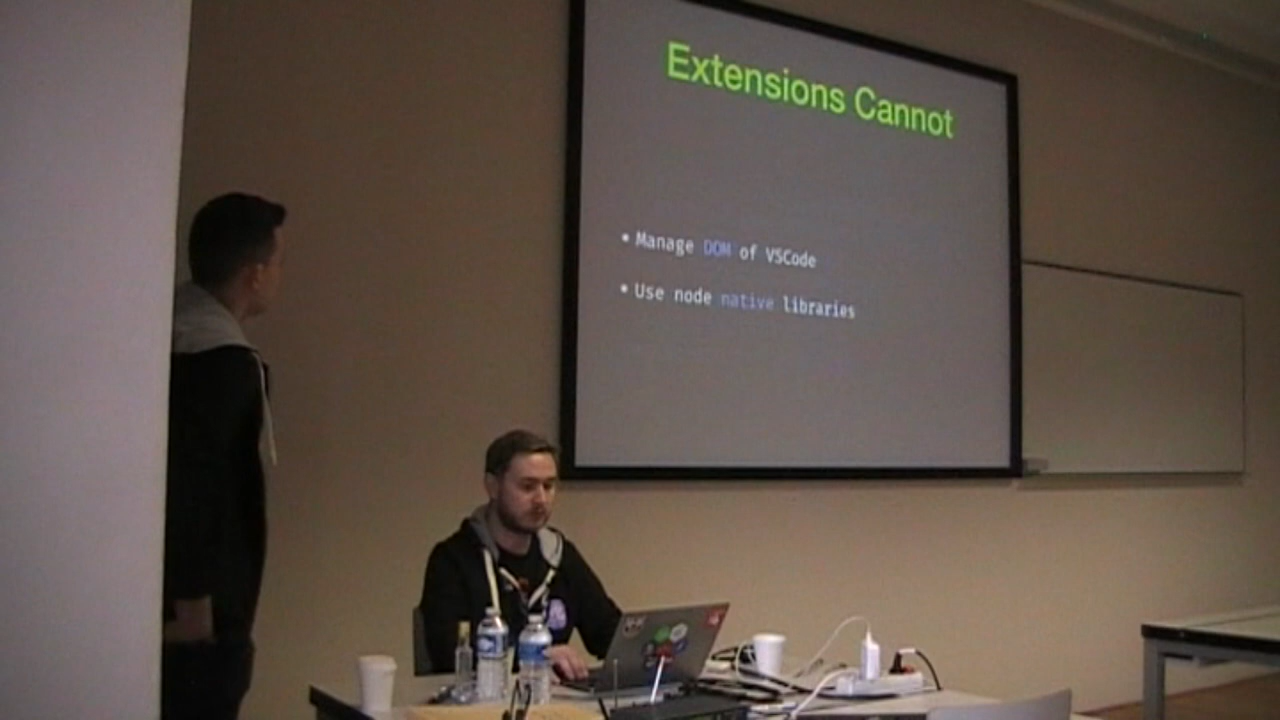 Extensions Cannot
• Manage DOM of VSCode
• Use node native libraries